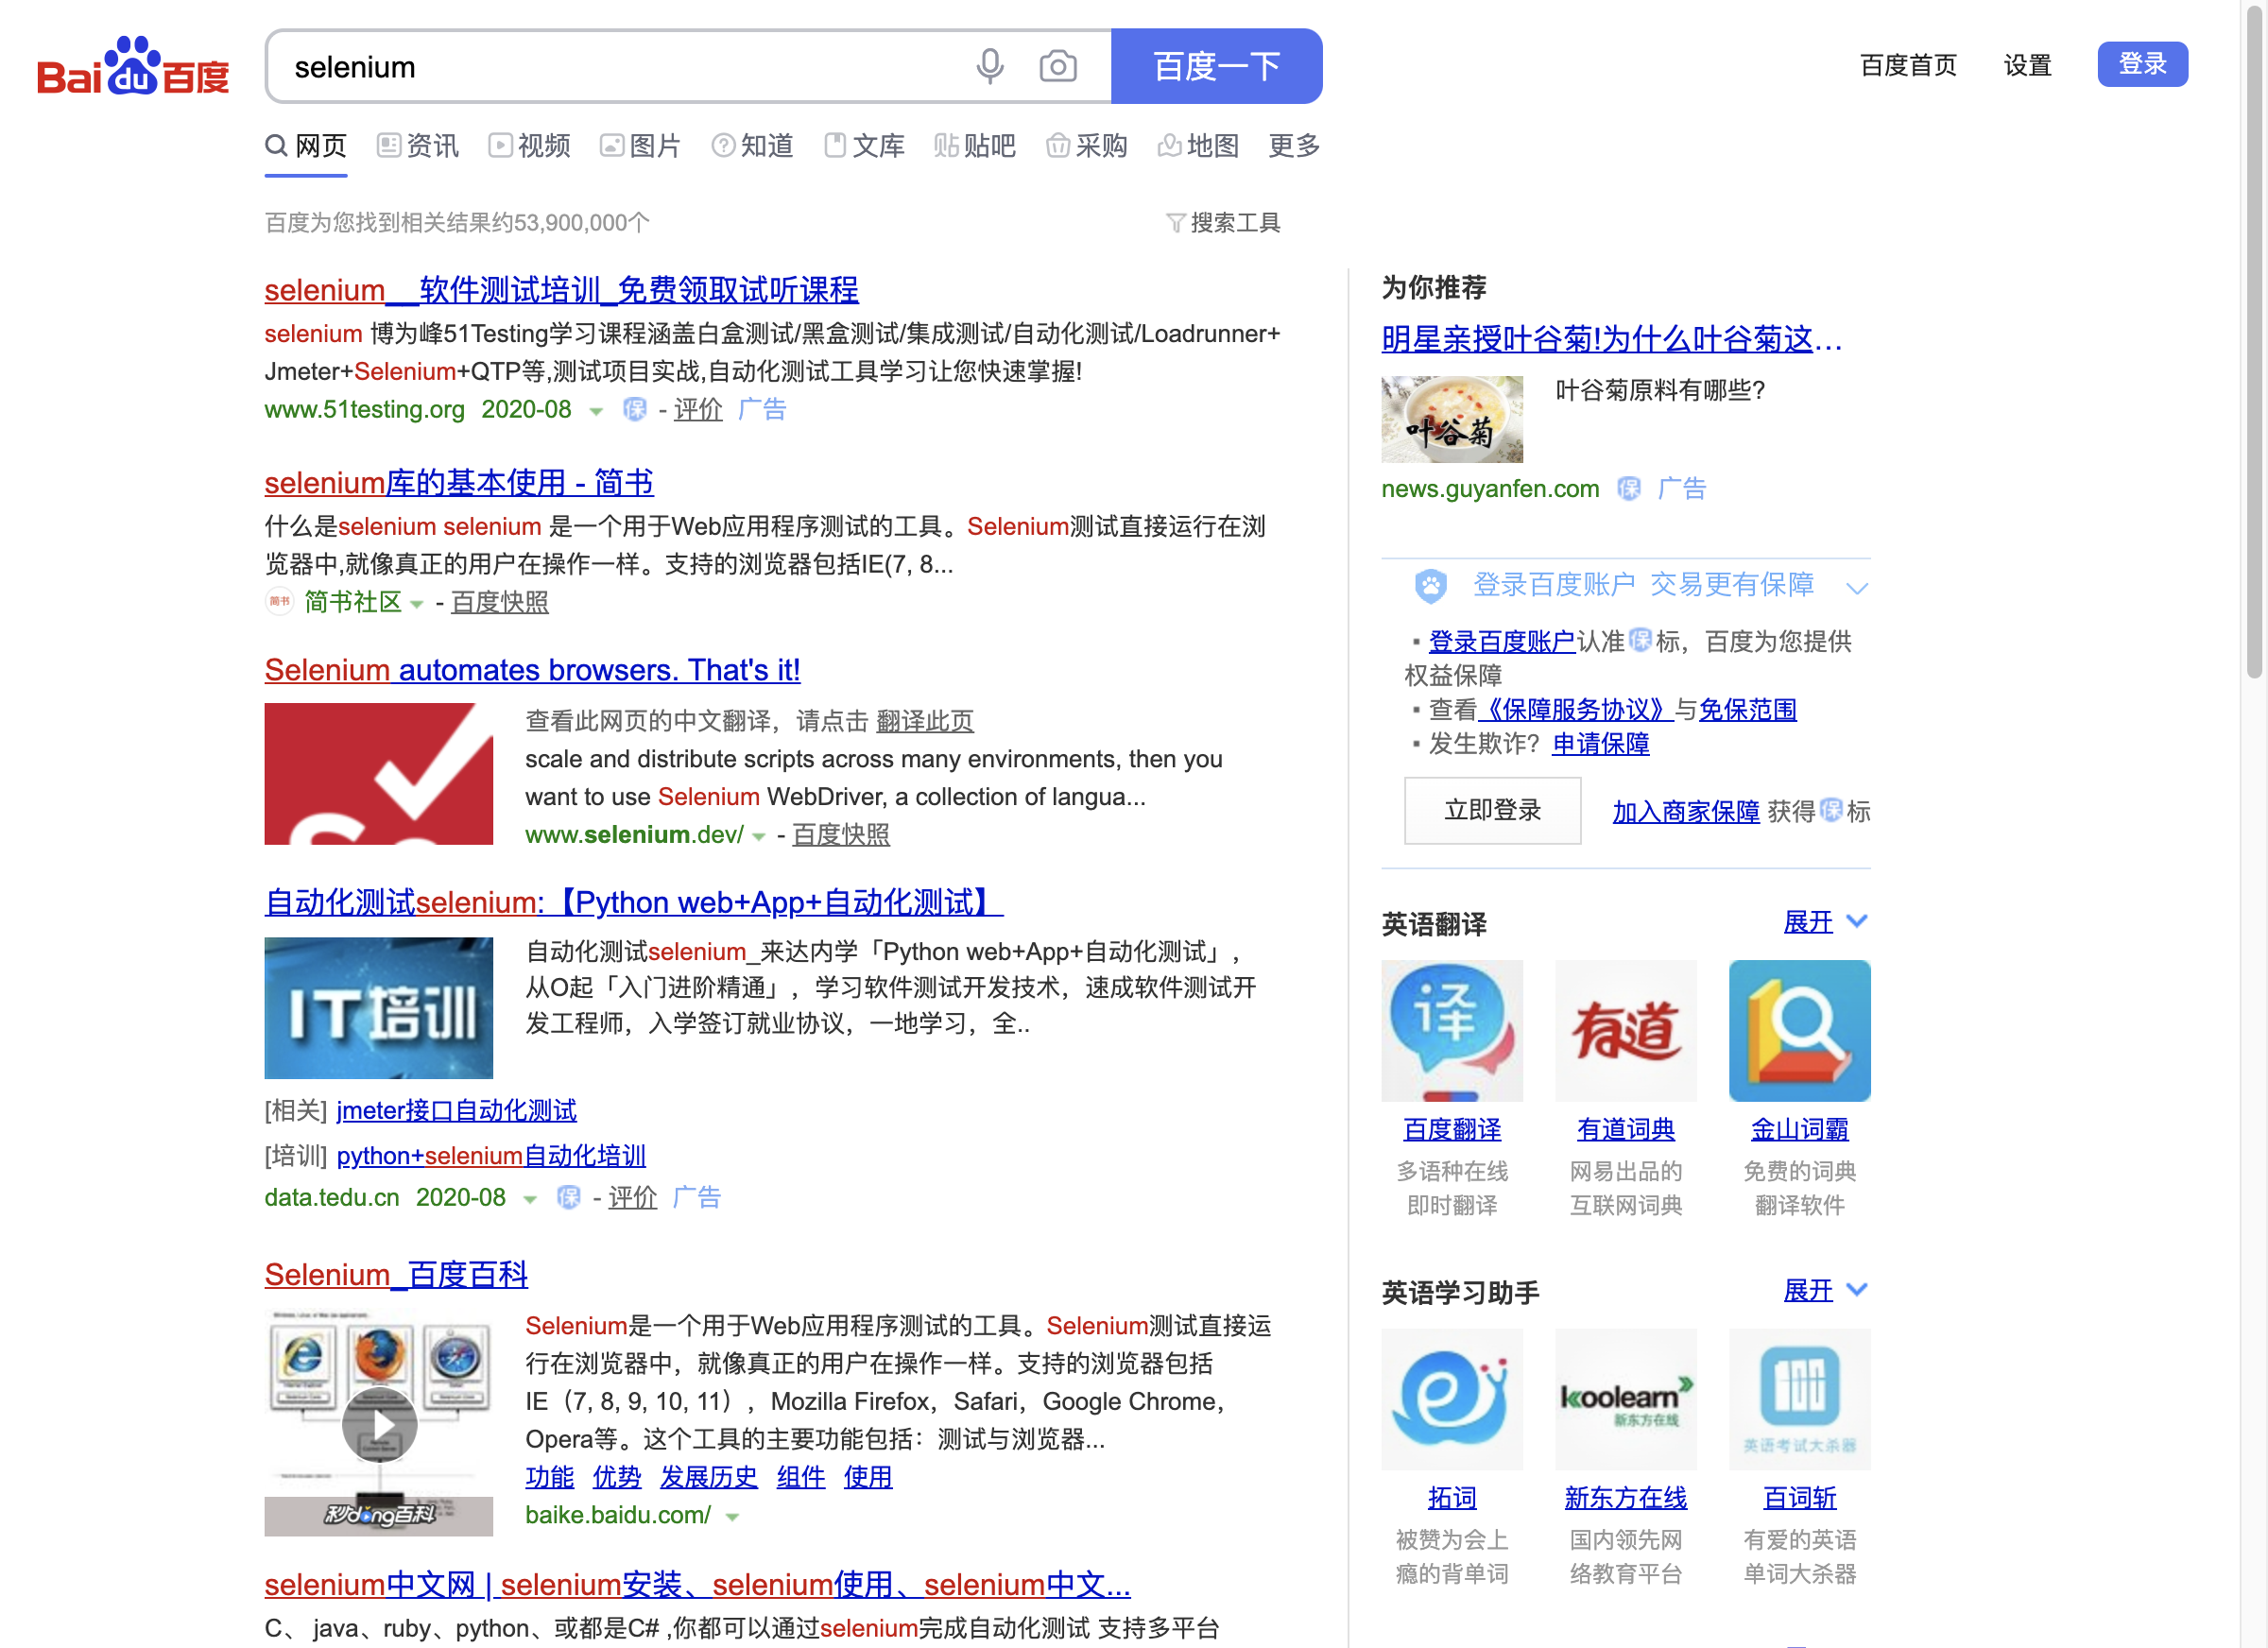 Baidu百度
selenium
百度一下
百度首页 设置 登录
网页 资讯 视频 图片 知道 文库 贴吧 采购 地图 更多
百度为您找到相关结果约53,900,000个
搜索工具
selenium__软件测试培训_免费领取试听课程
selenium 博为峰51Testing学习课程涵盖白盒测试/黑盒测试/集成测试/自动化测试/Loadrunner+
Jmeter+Selenium+QTP等,测试项目实战,自动化测试工具学习让您快速掌握!
www.51testing.org 2020-08 保 - 评价 广告
selenium库的基本使用 - 简书
什么是selenium selenium 是一个用于Web应用程序测试的工具。Selenium测试直接运行在浏
览器中,就像真正的用户在操作一样。支持的浏览器包括IE(7, 8...
简书 简书社区 - 百度快照
Selenium automates browsers. That's it!
查看此网页的中文翻译，请点击 翻译此页
scale and distribute scripts across many environments, then you
want to use Selenium WebDriver, a collection of langua...
www.selenium.dev/ - 百度快照
自动化测试selenium:【Python web+App+自动化测试】
IT培训
自动化测试selenium_来达内学「Python web+App+自动化测试」,
从O起「入门进阶精通」，学习软件测试开发技术，速成软件测试开
发工程师，入学签订就业协议，一地学习，全..
[相关] jmeter接口自动化测试
[培训] python+selenium自动化培训
data.tedu.cn 2020-08 保 - 评价 广告
Selenium_百度百科
秒dong百科
Selenium是一个用于Web应用程序测试的工具。Selenium测试直接运
行在浏览器中，就像真正的用户在操作一样。支持的浏览器包括
IE（7, 8, 9, 10, 11），Mozilla Firefox，Safari，Google Chrome，
Opera等。这个工具的主要功能包括：测试与浏览器...
功能 优势 发展历史 组件 使用
baike.baidu.com/
selenium中文网 | selenium安装、selenium使用、selenium中文...
C、 java、ruby、python、或都是C# ,你都可以通过selenium完成自动化测试 支持多平台
为你推荐
明星亲授叶谷菊!为什么叶谷菊这...
叶谷菊
叶谷菊原料有哪些?
news.guyanfen.com 保 广告
登录百度账户 交易更有保障
登录百度账户认准保标，百度为您提供
权益保障
查看《保障服务协议》与免保范围
发生欺诈？申请保障
立即登录
加入商家保障 获得保标
英语翻译
展开
译
有道
百度翻译 有道词典 金山词霸
多语种在线 网易出品的 免费的词典
即时翻译 互联网词典 翻译软件
英语学习助手
展开
koolearn
新东方在线
英语考试大杀器
拓词 新东方在线 百词斩
被赞为会上 国内领先网 有爱的英语
瘾的背单词 络教育平台 单词大杀器